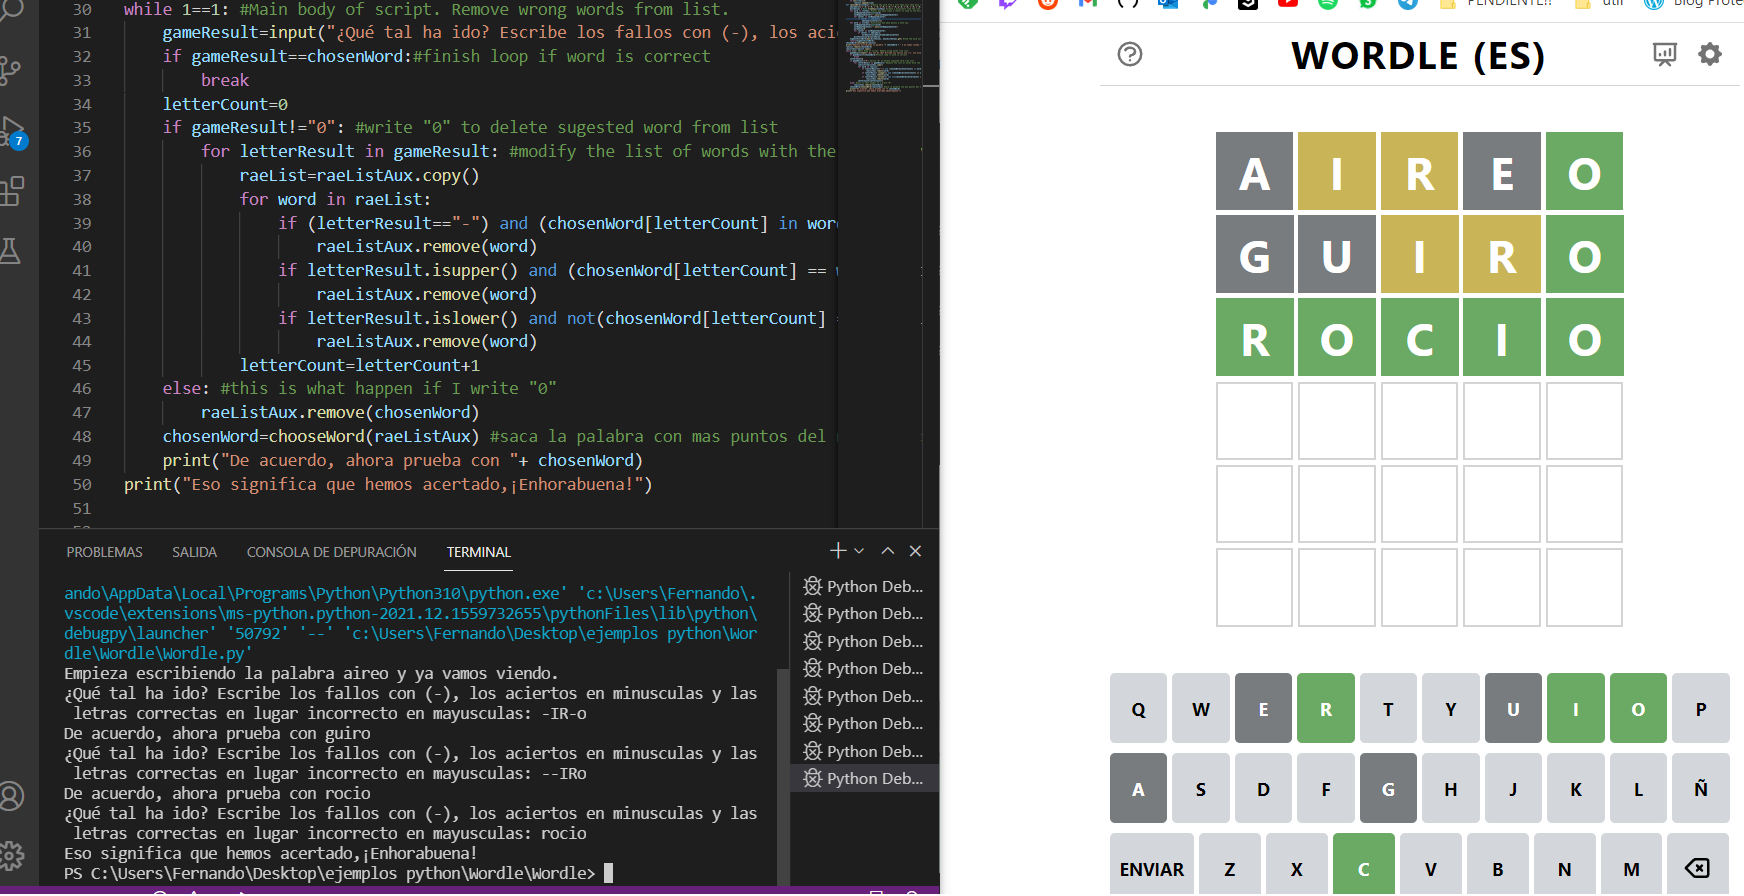 30 while 1==1: #Main body of script. Remove wrong words from list.
31 gameResult=input("¿Qué tal ha ido? Escribe los fallos con (-), los aci
32 if gameResult==chosenWord:#finish loop if word is correct
33 break
34 letterCount=0
35 if gameResult!="0": #write "0" to delete sugested word from list
36 for letterResult in gameResult: #modify the list of words with the
37 raeList=raeListAux.copy()
38 for word in raeList:
39 if (letterResult=="-") and (chosenWord[letterCount] in wor
40 raeListAux.remove(word)
41 if letterResult.isupper() and (chosenWord[letterCount] ==
42 raeListAux.remove(word)
43 if letterResult.islower() and not(chosenWord[letterCount]
44 raeListAux.remove(word)
45 letterCount=letterCount+1
46 else: #this is what happen if I write "0"
47 raeListAux.remove(chosenWord)
48 chosenWord=chooseWord(raeListAux) #saca la palabra con mas puntos del
49 print("De acuerdo, ahora prueba con "+ chosenWord)
50 print("Eso significa que hemos acertado,¡Enhorabuena!")
51
7
PROBLEMAS SALIDA CONSOLA DE DEPURACIÓN TERMINAL
ando\AppData\Local\Programs\Python\Python310\python.exe' 'c:\Users\Fernando\.
vscode\extensions\ms-python.python-2021.12.1559732655\pythonFiles\lib\python\
debugpy\launcher' '50792' '--' 'c:\Users\Fernando\Desktop\ejemplos python\Wor
dle\Wordle\Wordle.py'
Empieza escribiendo la palabra aireo y ya vamos viendo.
¿Qué tal ha ido? Escribe los fallos con (-), los aciertos en minusculas y las
letras correctas en lugar incorrecto en mayusculas: -IR-o
De acuerdo, ahora prueba con guiro
¿Qué tal ha ido? Escribe los fallos con (-), los aciertos en minusculas y las
letras correctas en lugar incorrecto en mayusculas: --IRo
De acuerdo, ahora prueba con rocio
¿Qué tal ha ido? Escribe los fallos con (-), los aciertos en minusculas y las
letras correctas en lugar incorrecto en mayusculas: rocio
Eso significa que hemos acertado,¡Enhorabuena!
PS C:\Users\Fernando\Desktop\ejemplos python\Wordle\Wordle>
Python Deb...
Python Deb...
Python Deb...
Python Deb...
Python Deb...
Python Deb...
Python Deb...
Python Deb...
PENDIENTE!! util Blog Prote
WORDLE (ES)
A I R E O
G U I R O
R O C I O
Q W E R T Y U I O P
A S D F G H J K L Ñ
ENVIAR Z X C V B N M